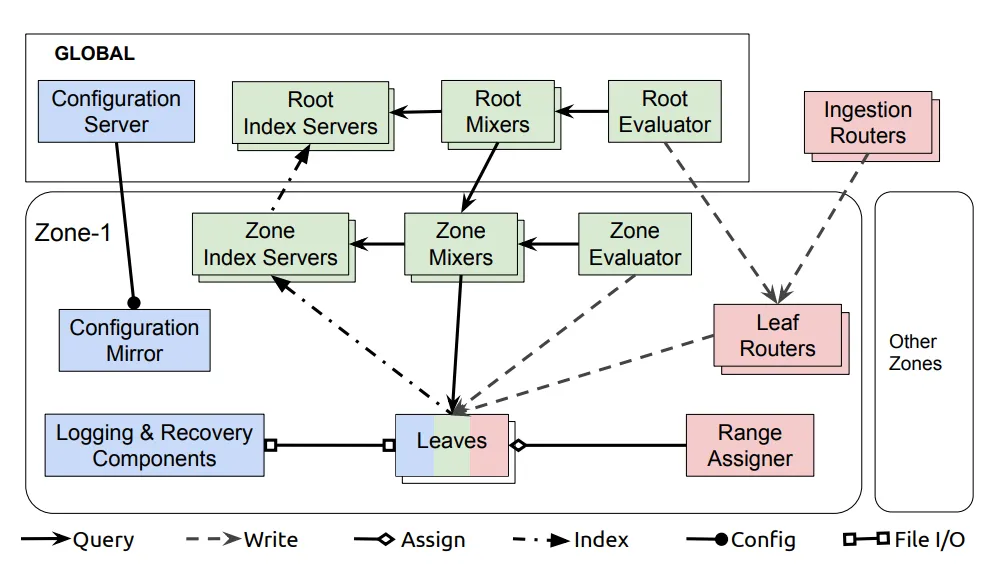 GLOBAL
Configuration
Server
Root
Index Servers
Root
Mixers
Root
Evaluator
Ingestion
Routers
Zone-1
Zone
Index Servers
Zone
Mixers
Zone
Evaluator
Configuration
Mirror
Leaf
Routers
Other
Zones
Logging & Recovery
Components
Leaves
Range
Assigner
Query
Write
Assign
Index
Config
File I/O